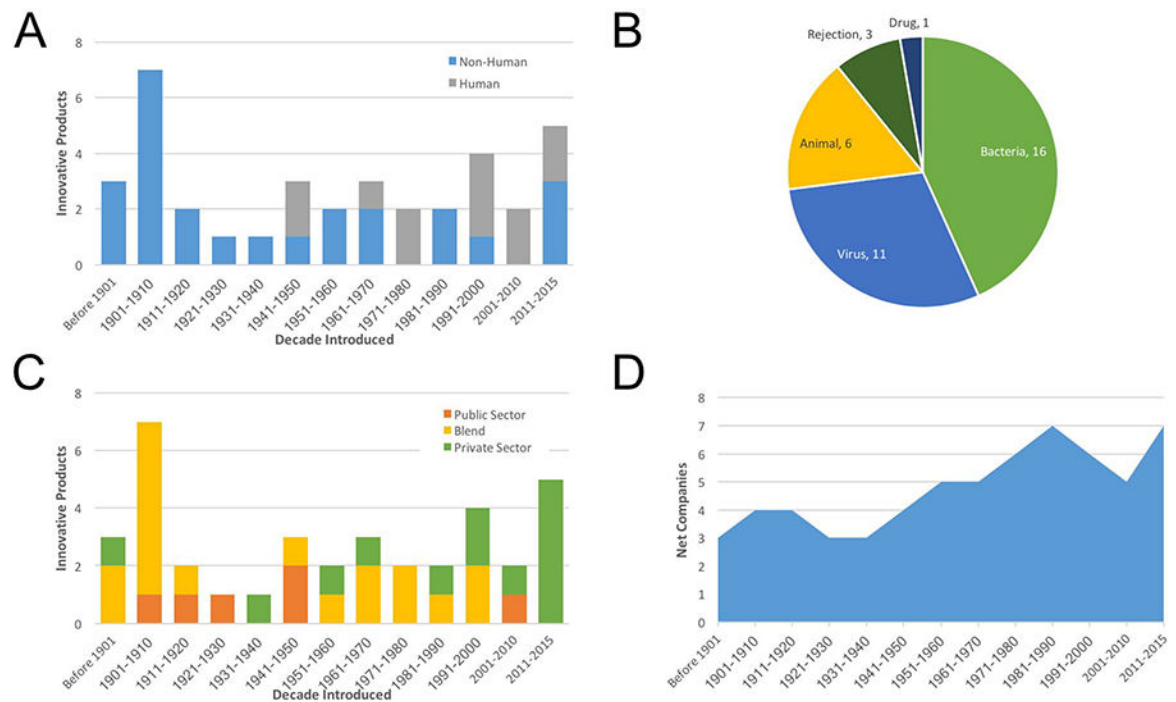 A
8
6
4
2
0
Innovative Products
Non-Human
Human
Before 1901
1901-1910
1911-1920
1921-1930
1931-1940
1941-1950
1951-1960
1961-1970
1971-1980
1981-1990
1991-2000
2001-2010
2011-2015
Decade Introduced
B
Drug, 1
Rejection, 3
Animal, 6
Bacteria, 16
Virus, 11
C
8
6
4
2
0
Innovative Products
Public Sector
Blend
Private Sector
Before 1901
1901-1910
1911-1920
1921-1930
1931-1940
1941-1950
1951-1960
1961-1970
1971-1980
1981-1990
1991-2000
2001-2010
2011-2015
Decade Introduced
D
8
7
6
5
4
3
2
1
0
Net Companies
Before 1901
1901-1910
1911-1920
1921-1930
1931-1940
1941-1950
1951-1960
1961-1970
1971-1980
1981-1990
1991-2000
2001-2010
2011-2015